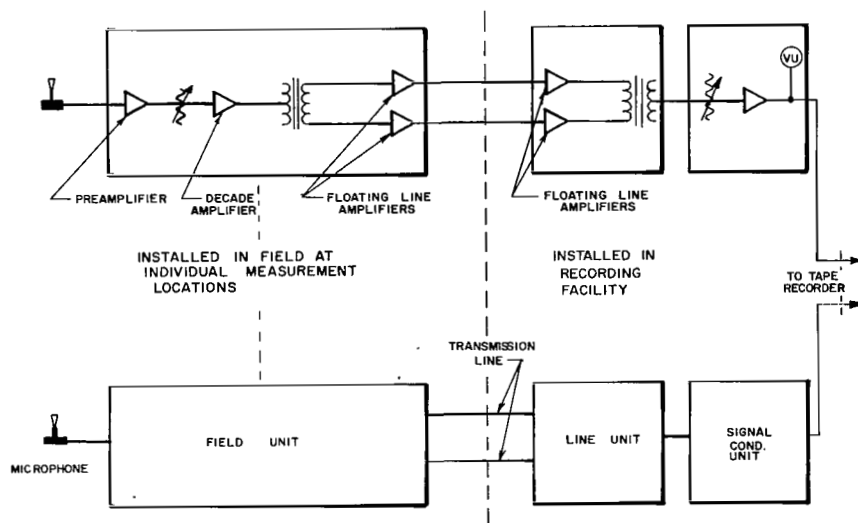 VU
PREAMPLIFIER
DECADE
AMPLIFIER
FLOATING LINE
AMPLIFIERS
FLOATING LINE
AMPLIFIERS
INSTALLED IN FIELD AT
INDIVIDUAL MEASUREMENT
LOCATIONS
INSTALLED IN
RECORDING
FACILITY
TO TAPE
RECORDER
TRANSMISSION
LINE
MICROPHONE
FIELD UNIT
LINE UNIT
SIGNAL
COND.
UNIT